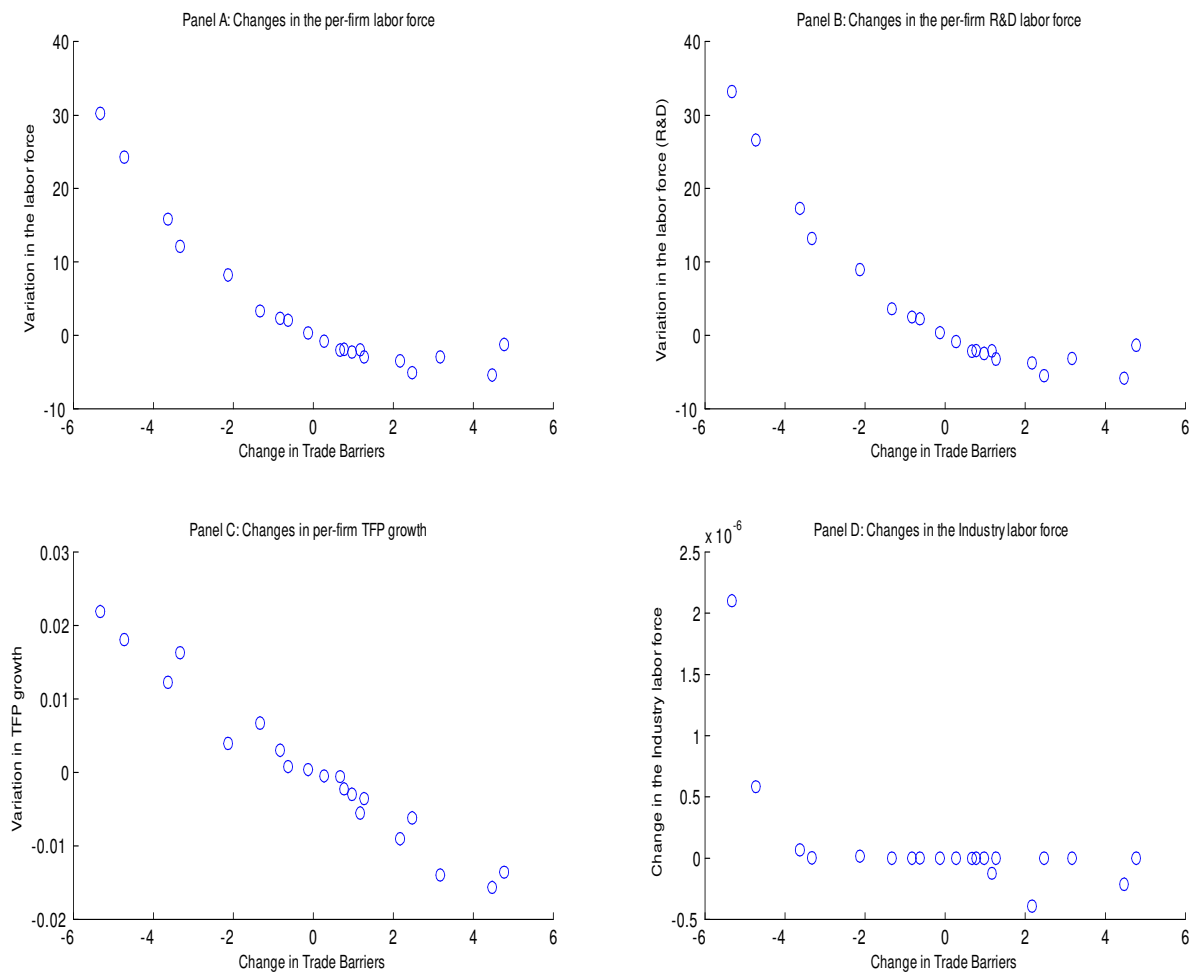 Panel A: Changes in the per-firm labor force
40
30
20
10
0
-10
Variation in the labor force
-6 -4 -2 0 2 4 6
Change in Trade Barriers
Panel B: Changes in the per-firm R&D labor force
40
30
20
10
0
-10
Variation in the labor force (R&D)
-6 -4 -2 0 2 4 6
Change in Trade Barriers
Panel C: Changes in per-firm TFP growth
0.03
0.02
0.01
0
-0.01
-0.02
Variation in TFP growth
-6 -4 -2 0 2 4 6
Change in Trade Barriers
Panel D: Changes in the Industry labor force
x 10^-6
2.5
2
1.5
1
0.5
0
-0.5
Change in the Industry labor force
-6 -4 -2 0 2 4 6
Change in Trade Barriers